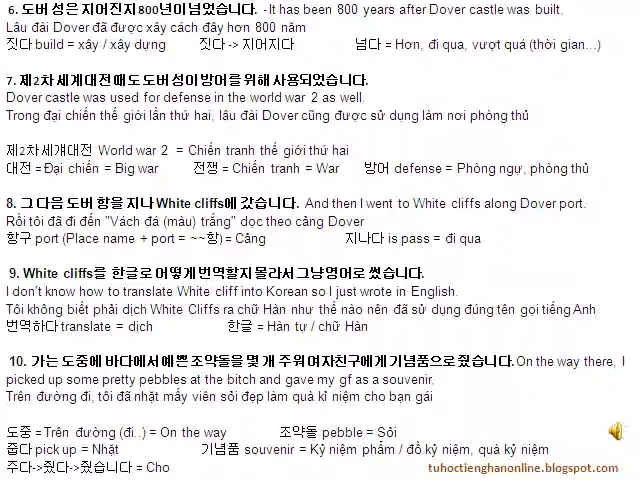 6. 도버 성은 지어진지 800년이 넘었습니다. - It has been 800 years after Dover castle was built.
Lâu đài Dover đã được xây cách đây hơn 800 năm
짓다 build = xây / xây dựng 짓다 -> 지어지다 넘다 = Hơn, đi qua, vượt quá (thời gian...)
7. 제2차 세계대전 때도 도버 성이 방어를 위해 사용되었습니다.
Dover castle was used for defense in the world war 2 as well.
Trong đại chiến thế giới lần thứ hai, lâu đài Dover cũng được sử dụng làm nơi phòng thủ
제2차 세걔대전 World war 2 = Chiến tranh thế giới thứ hai
대전 = Đại chiến = Big war 전쟁 = Chiến tranh = War 방어 defense = Phòng ngự, phòng thủ
8. 그 다음 도버 항을 지나 White cliffs에 갔습니다. And then I went to White cliffs along Dover port.
Rồi tôi đã đi đến "Vách đá (màu) trắng" dọc theo cảng Dover
항구 port (Place name + port = ~~항) = Cảng 지나다 is pass = đi qua
9. White cliffs를 한글로 어떻게 번역할지 몰라서 그냥 영어로 썼습니다.
I don't know how to translate White cliff into Korean so I just wrote in English.
Tôi không biết phải dịch White Cliffs ra chữ Hàn như thế nào nên đã sử dụng đúng tên gọi tiếng Anh
번역하다 translate = dịch 한글 = Hàn tự / chữ Hàn
10. 가는 도중에 바다에서 예쁜 조약돌을 몇 개 주워 여자친구에게 기념품으로 줬습니다. On the way there, I
picked up some pretty pebbles at the bitch and gave my gf as a souvenir.
Trên đường đi, tôi đã nhặt mấy viên sỏi đẹp làm quà kỉ niệm cho bạn gái
도중 = Trên đường (đi..) = On the way 조약돌 pebble = Sỏi
줍다 pick up = Nhặt 기념품 souvenir = Kỷ niệm phẩm / đồ kỷ niệm, quà kỷ niệm
주다->줬다->줬습니다 = Cho
tuhoctienghanonline.blogspot.com